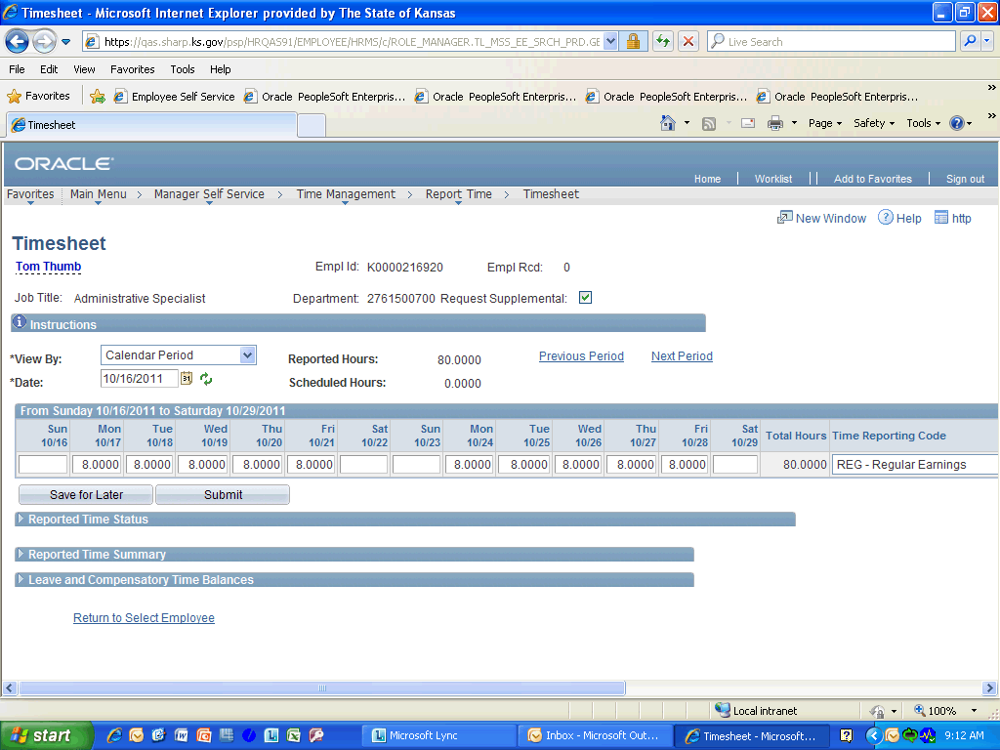 Timesheet - Microsoft Internet Explorer provided by The State of Kansas
https://qas.sharp.ks.gov/psp/HRQAS91/EMPLOYEE/HRMS/c/ROLE_MANAGER.TL_MSS_EE_SRCH_PRD.GE
Live Search
File Edit View Favorites Tools Help
Favorites Employee Self Service Oracle PeopleSoft Enterpris... Oracle PeopleSoft Enterpris... Oracle PeopleSoft Enterpris... Oracle PeopleSoft Enterpris... »
Timesheet Page Safety Tools »
ORACLE®
Home Worklist Add to Favorites Sign out
Favorites Main Menu > Manager Self Service > Time Management > Report Time > Timesheet
New Window Help http
Timesheet
Tom Thumb Empl Id: K0000216920 Empl Rcd: 0
Job Title: Administrative Specialist Department: 2761500700 Request Supplemental:
Instructions
*View By: Calendar Period Reported Hours: 80.0000 Previous Period Next Period
*Date: 10/16/2011 31 Scheduled Hours: 0.0000
From Sunday 10/16/2011 to Saturday 10/29/2011
Sun Mon Tue Wed Thu Fri Sat Sun Mon Tue Wed Thu Fri Sat Total Hours Time Reporting Code
10/16 10/17 10/18 10/19 10/20 10/21 10/22 10/23 10/24 10/25 10/26 10/27 10/28 10/29
8.0000 8.0000 8.0000 8.0000 8.0000 8.0000 8.0000 8.0000 8.0000 8.0000 80.0000 REG - Regular Earnings
Save for Later Submit
Reported Time Status
Reported Time Summary
Leave and Compensatory Time Balances
Return to Select Employee
Local intranet 100%
start Microsoft Lync Inbox - Microsoft Out... Timesheet - Microsoft... 9:12 AM